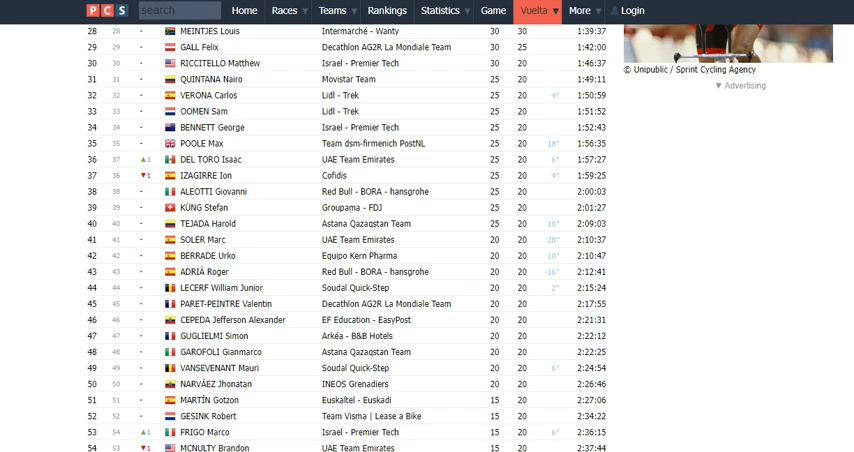 PCS search Home Races ▼ Teams ▼ Rankings Statistics ▼ Game Vuelta ▼ More ▼ Login
28 28 - MEINTJES Louis Intermarché - Wanty 30 30 1:39:37
29 29 - GALL Felix Decathlon AG2R La Mondiale Team 30 25 1:42:00
30 30 - RICCITELLO Matthew Israel - Premier Tech 30 20 1:46:37
31 31 - QUINTANA Nairo Movistar Team 25 20 1:49:11
32 32 - VERONA Carlos Lidl - Trek 25 20 4″ 1:50:59
33 33 - OOMEN Sam Lidl - Trek 25 20 1:51:52
34 34 - BENNETT George Israel - Premier Tech 25 20 1:52:43
35 35 - POOLE Max Team dsm-firmenich PostNL 25 20 18″ 1:56:35
36 37 ▲1 DEL TORO Isaac UAE Team Emirates 25 20 6″ 1:57:27
37 36 ▼1 IZAGIRRE Ion Cofidis 25 20 4″ 1:59:25
38 38 - ALEOTTI Giovanni Red Bull - BORA - hansgrohe 25 20 2:00:03
39 39 - KÜNG Stefan Groupama - FDJ 25 20 2:01:27
40 40 - TEJADA Harold Astana Qazaqstan Team 25 20 10″ 2:09:03
41 41 - SOLER Marc UAE Team Emirates 20 20 28″ 2:10:37
42 42 - BERRADE Urko Equipo Kern Pharma 20 20 10″ 2:10:47
43 43 - ADRIÀ Roger Red Bull - BORA - hansgrohe 20 20 -16″ 2:12:41
44 44 - LECERF William Junior Soudal Quick-Step 20 20 2″ 2:15:24
45 45 - PARET-PEINTRE Valentin Decathlon AG2R La Mondiale Team 20 20 2:17:55
46 46 - CEPEDA Jefferson Alexander EF Education - EasyPost 20 20 2:21:31
47 47 - GUGLIELMI Simon Arkéa - B&B Hotels 20 20 2:22:12
48 48 - GAROFOLI Gianmarco Astana Qazaqstan Team 20 20 2:22:25
49 49 - VANSEVENANT Mauri Soudal Quick-Step 20 20 6″ 2:24:54
50 50 - NARVÁEZ Jhonatan INEOS Grenadiers 20 20 2:26:46
51 51 - MARTÍN Gotzon Euskaltel - Euskadi 15 20 2:27:06
52 52 - GESINK Robert Team Visma | Lease a Bike 15 20 2:34:22
53 54 ▲1 FRIGO Marco Israel - Premier Tech 15 20 6″ 2:36:15
54 53 ▼1 MCNULTY Brandon UAE Team Emirates 15 20 2:37:44
© Unipublic / Sprint Cycling Agency
▼ Advertising